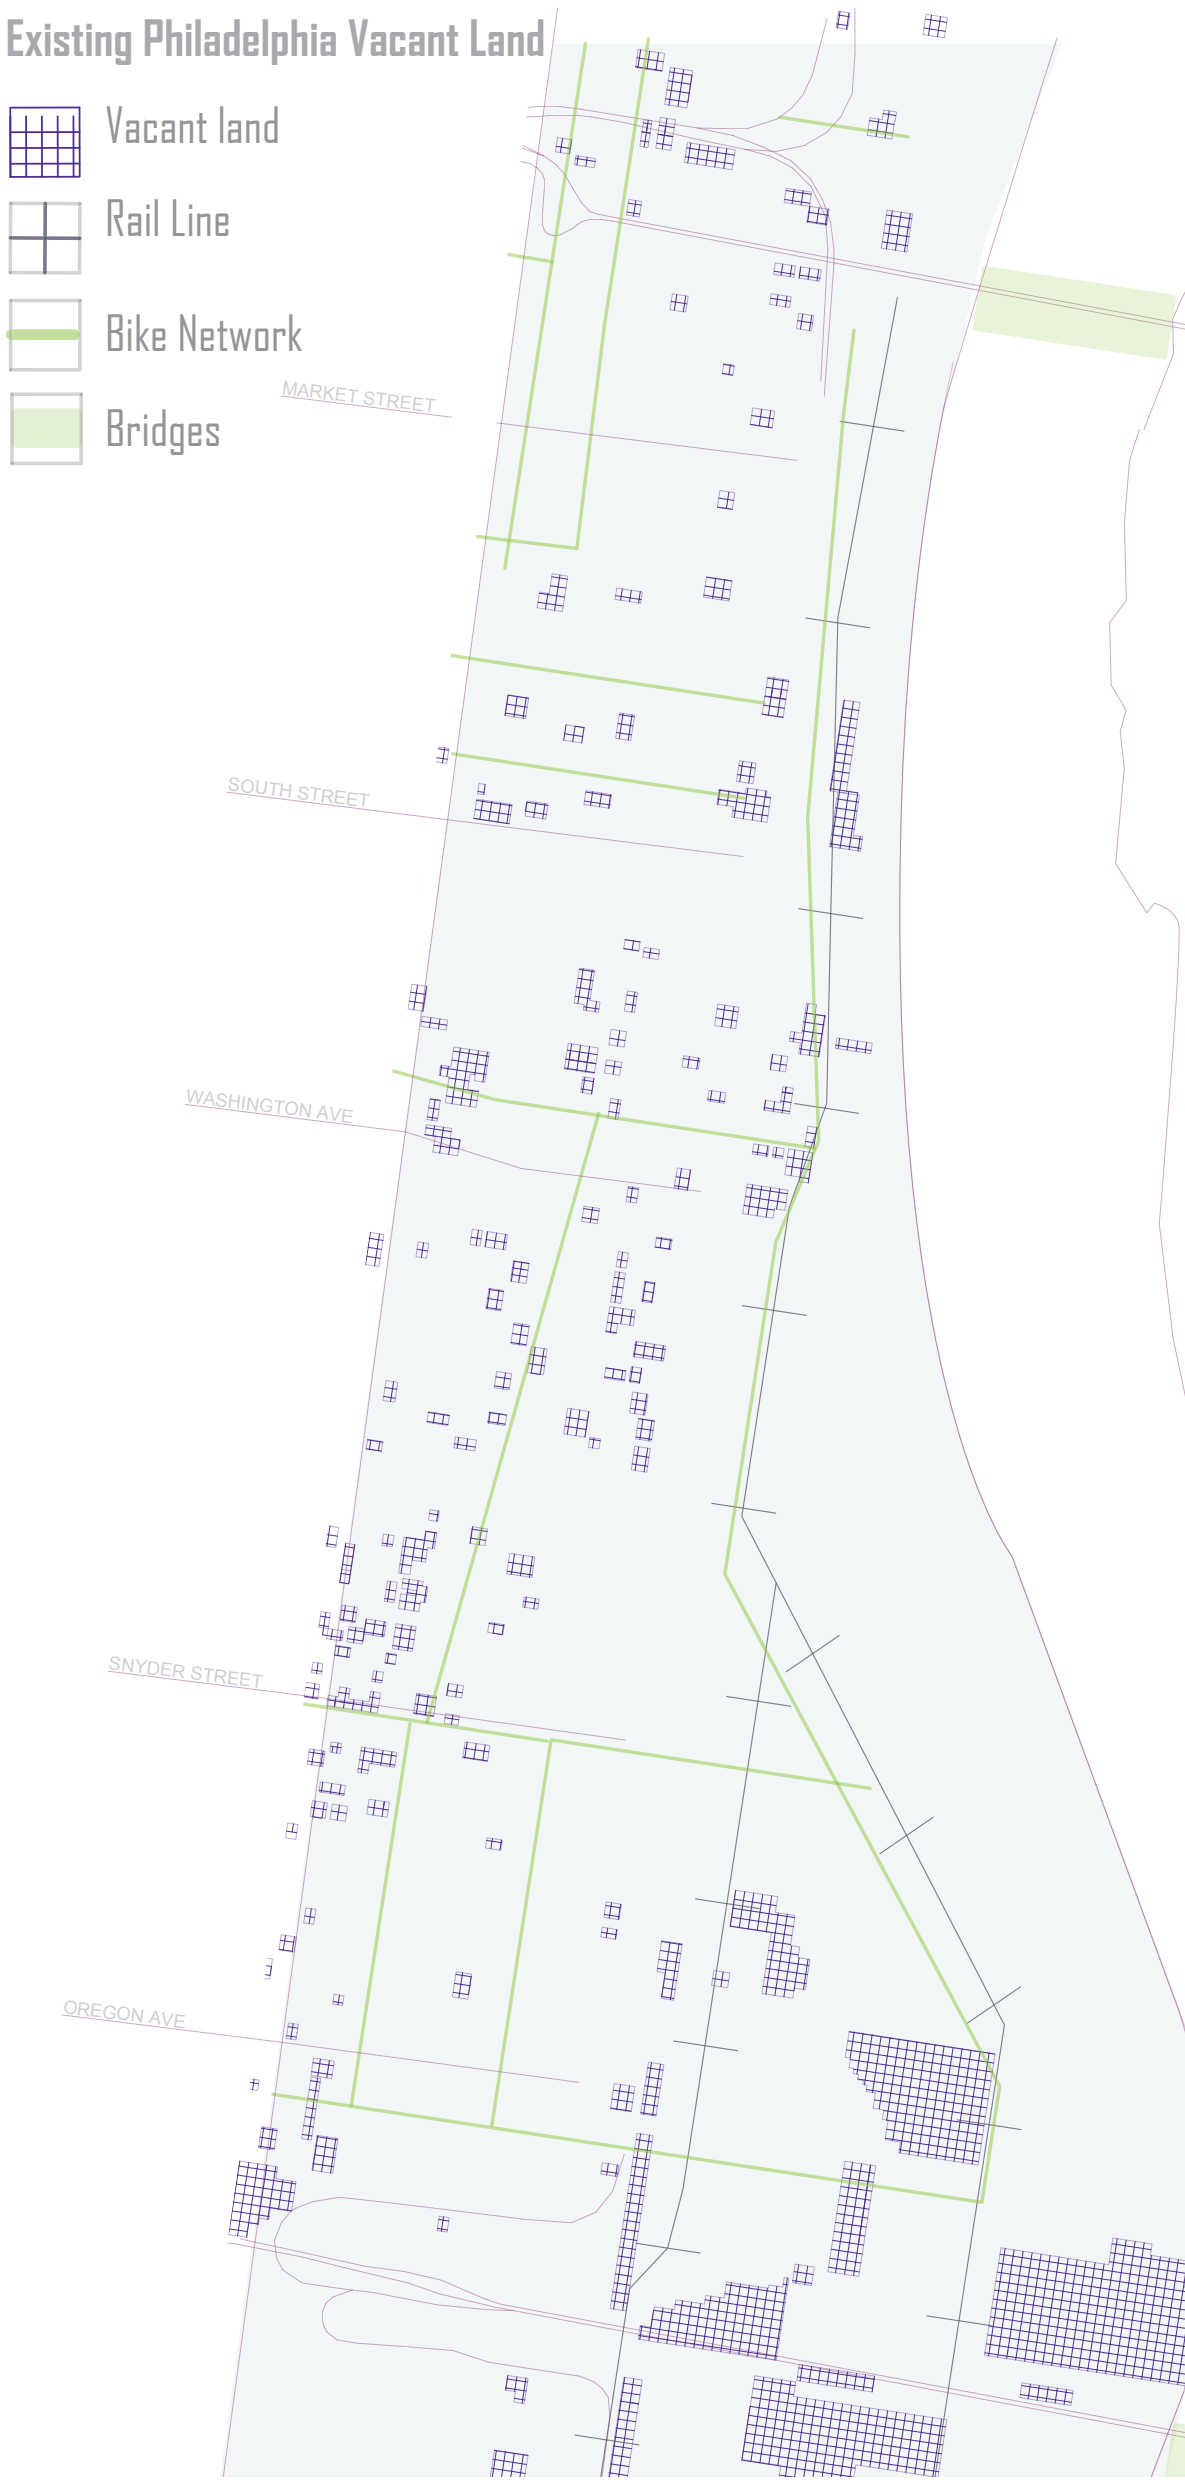 Existing Philadelphia Vacant Land
Vacant land
Rail Line
Bike Network
Bridges
MARKET STREET
SOUTH STREET
WASHINGTON AVE
SNYDER STREET
OREGON AVE